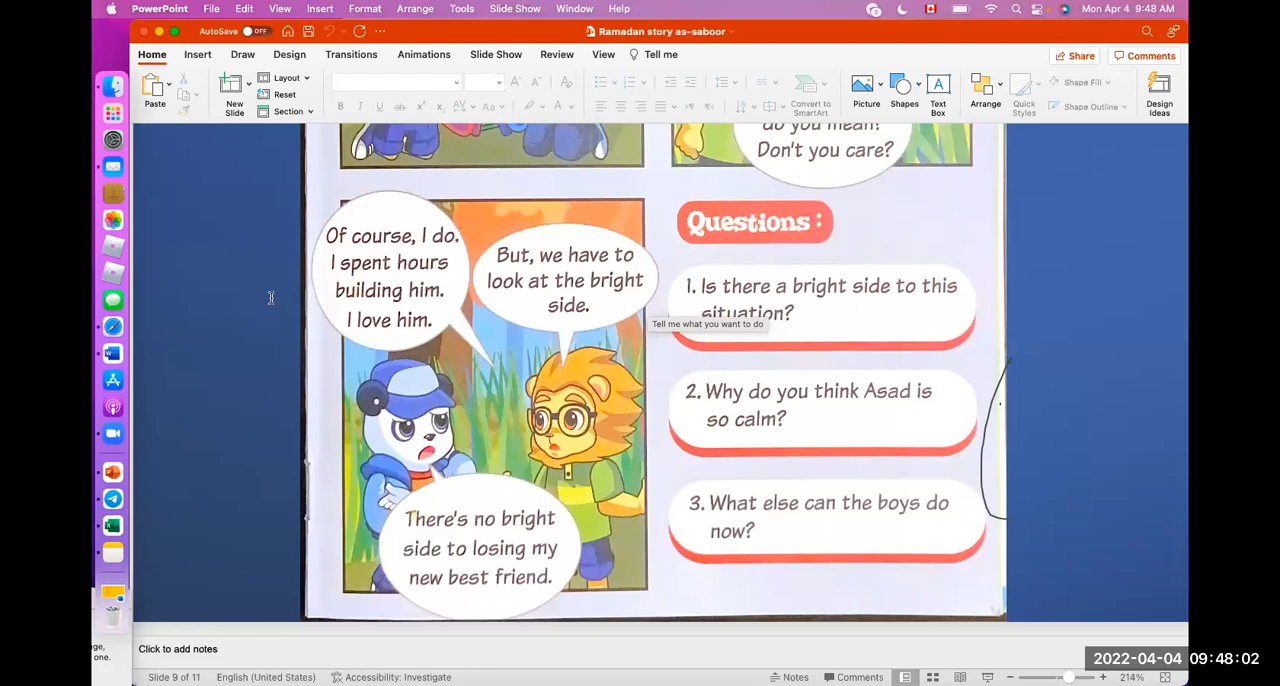 PowerPoint File Edit View Insert Format Arrange Tools Slide Show Window Help
Mon Apr 4 9:48 AM
AutoSave OFF
Ramadan story as-saboor
Home Insert Draw Design Transitions Animations Slide Show Review View Tell me
Share Comments
Paste
New Slide
Layout
Reset
Section
Convert to SmartArt
Picture
Shapes
Text Box
Arrange
Quick Styles
Shape Fill
Shape Outline
Design Ideas
do you mean?
Don't you care?
Of course, I do.
I spent hours
building him.
I love him.
But, we have to
look at the bright
side.
There's no bright
side to losing my
new best friend.
Questions:
1. Is there a bright side to this
situation?
Tell me what you want to do
2. Why do you think Asad is
so calm?
3. What else can the boys do
now?
ge,
one.
Click to add notes
2022-04-04 09:48:02
Slide 9 of 11 English (United States) Accessibility: Investigate
Notes Comments 214%